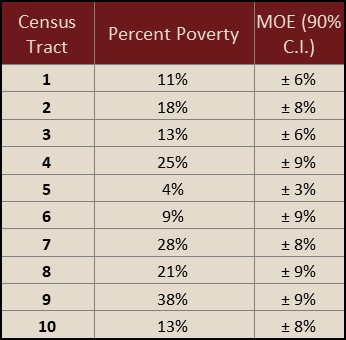 Census Tract Percent Poverty MOE (90% C.I.)
1 11% ± 6%
2 18% ± 8%
3 13% ± 6%
4 25% ± 9%
5 4% ± 3%
6 9% ± 9%
7 28% ± 8%
8 21% ± 9%
9 38% ± 9%
10 13% ± 8%